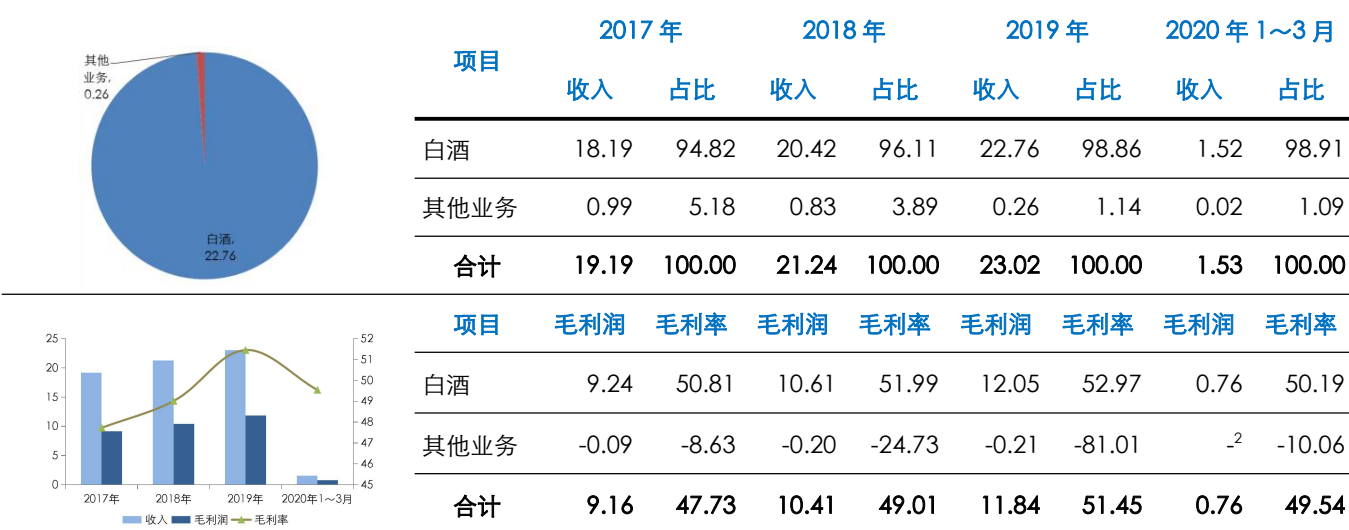 其他
业务,
0.26
白酒,
22.76
项目 2017 年 2018 年 2019 年 2020 年 1～3 月
收入 占比 收入 占比 收入 占比 收入 占比
白酒 18.19 94.82 20.42 96.11 22.76 98.86 1.52 98.91
其他业务 0.99 5.18 0.83 3.89 0.26 1.14 0.02 1.09
合计 19.19 100.00 21.24 100.00 23.02 100.00 1.53 100.00
25 52
51
20 50
15 49
10 48
47
5 46
0 45
2017年 2018年 2019年 2020年1～3月
收入 毛利润 毛利率
项目 毛利润 毛利率 毛利润 毛利率 毛利润 毛利率 毛利润 毛利率
白酒 9.24 50.81 10.61 51.99 12.05 52.97 0.76 50.19
其他业务 -0.09 -8.63 -0.20 -24.73 -0.21 -81.01 -² -10.06
合计 9.16 47.73 10.41 49.01 11.84 51.45 0.76 49.54